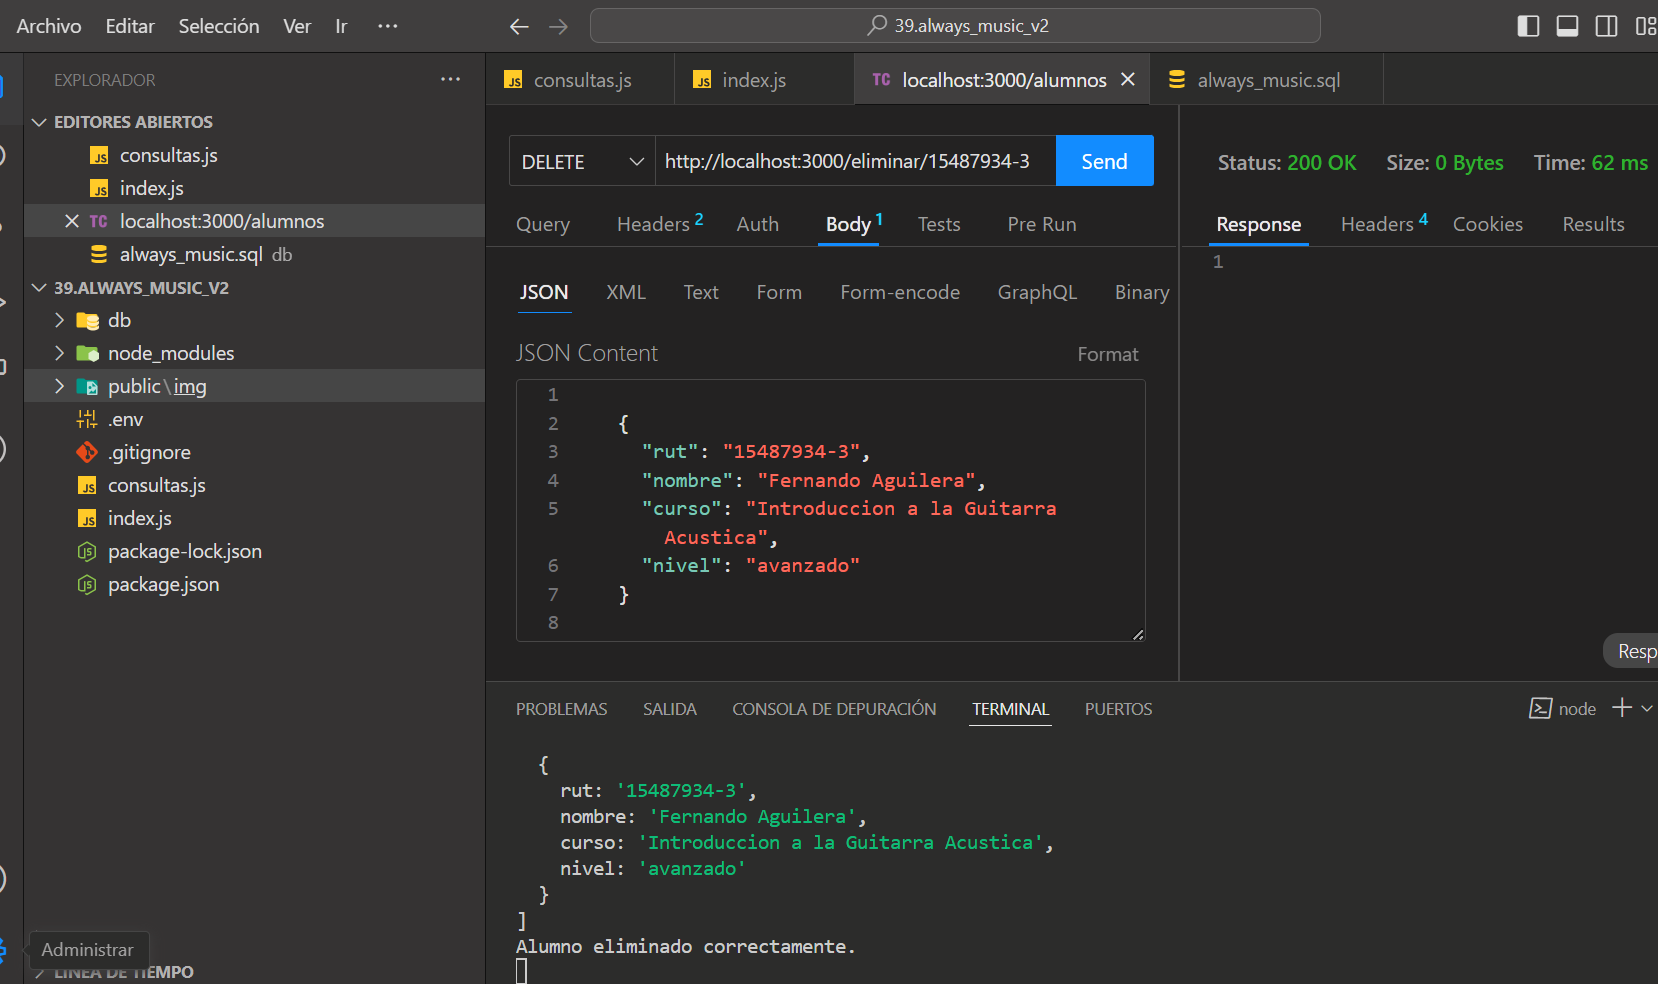 Archivo Editar Selección Ver Ir ···
39.always_music_v2
EXPLORADOR ···
EDITORES ABIERTOS
JS consultas.js
JS index.js
TC localhost:3000/alumnos
always_music.sql db
39.ALWAYS_MUSIC_V2
db
node_modules
public\img
.env
.gitignore
JS consultas.js
JS index.js
package-lock.json
package.json
Administrar
LÍNEA DE TIEMPO
JS consultas.js
JS index.js
TC localhost:3000/alumnos
always_music.sql
DELETE http://localhost:3000/eliminar/15487934-3 Send
Query Headers 2 Auth Body 1 Tests Pre Run
JSON XML Text Form Form-encode GraphQL Binary
JSON Content Format
1
2 {
3 "rut": "15487934-3",
4 "nombre": "Fernando Aguilera",
5 "curso": "Introduccion a la Guitarra
Acustica",
6 "nivel": "avanzado"
7 }
8
Status: 200 OK Size: 0 Bytes Time: 62 ms
Response Headers 4 Cookies Results
1
Resp
PROBLEMAS SALIDA CONSOLA DE DEPURACIÓN TERMINAL PUERTOS
node
{
rut: '15487934-3',
nombre: 'Fernando Aguilera',
curso: 'Introduccion a la Guitarra Acustica',
nivel: 'avanzado'
}
]
Alumno eliminado correctamente.